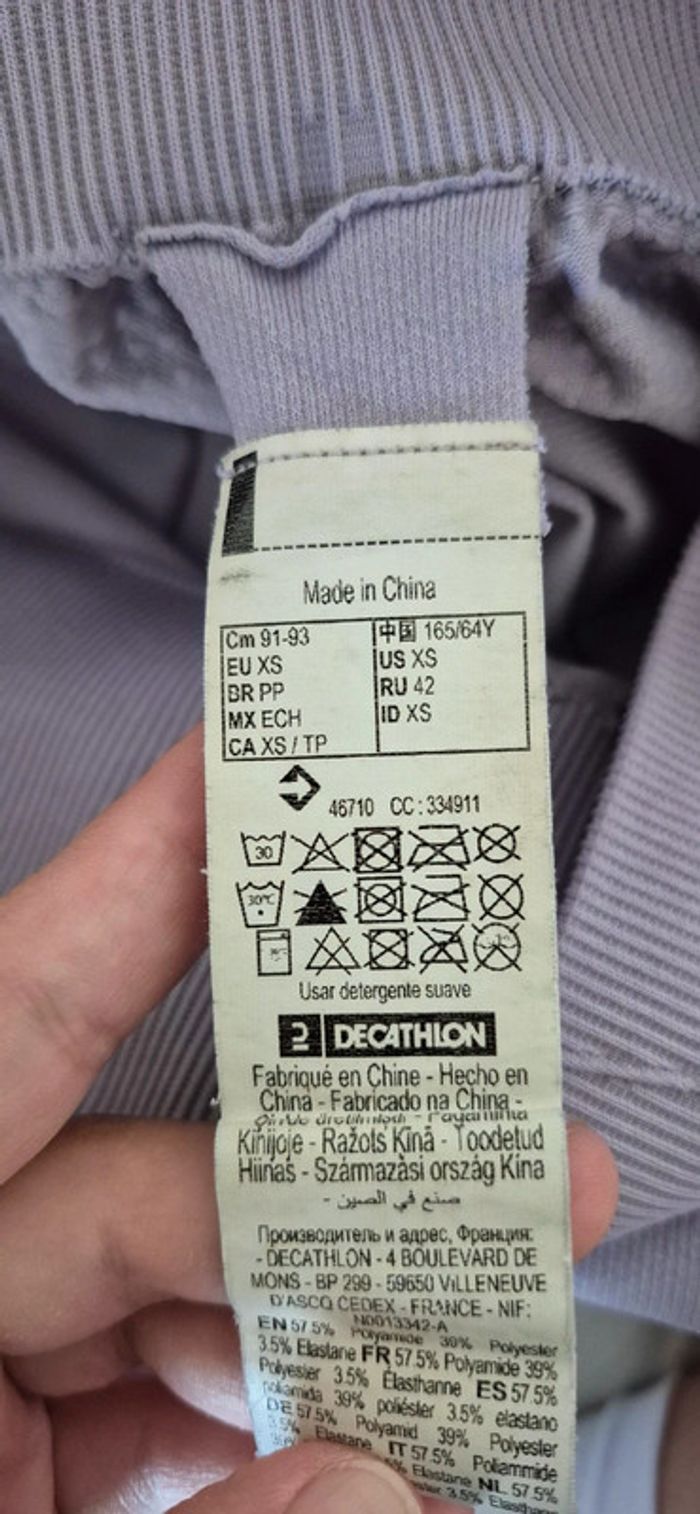 Made in China
Cm 91-93
EU XS
BR PP
MX ECH
CA XS / TP
中国 165/64Y
US XS
RU 42
ID XS
46710 CC : 334911
30
30°C
Usar detergente suave
DECATHLON
Fabriqué en Chine - Hecho en
China - Fabricado na China -
Kinijoje - Ražots Ķīnā - Toodetud
Hiinas - Származási ország Kína
صنع في الصين -
Производитель и адрес, Франция:
- DECATHLON - 4 BOULEVARD DE
MONS - BP 299 - 59650 VILLENEUVE
D'ASCQ CEDEX - FRANCE - NIF:
N0013342-A
EN 57.5% Polyamide 39% Polyester
3.5% Elastane FR 57.5% Polyamide 39%
Polyester 3.5% Élasthanne ES 57.5%
poliamida 39% poliéster 3.5% elastano
DE 57.5% Polyamid 39% Polyester
3.5% Elastane IT 57.5% Poliammide
% Elastane NL 57.5%
3.5% Elasthaan